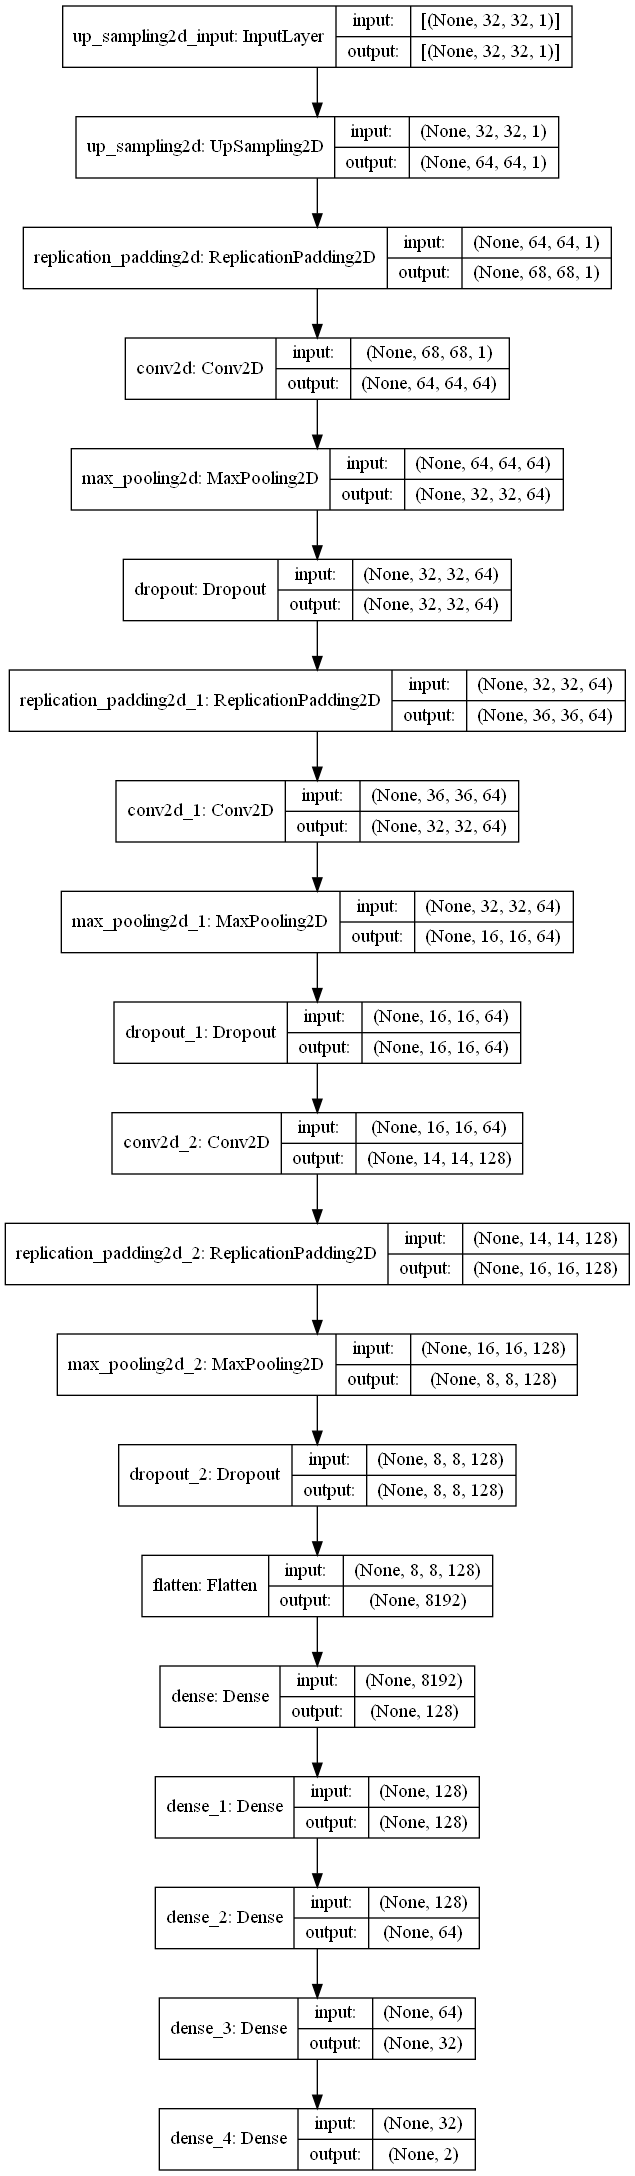 up_sampling2d_input: InputLayer
input: [(None, 32, 32, 1)]
output: [(None, 32, 32, 1)]
up_sampling2d: UpSampling2D
input: (None, 32, 32, 1)
output: (None, 64, 64, 1)
replication_padding2d: ReplicationPadding2D
input: (None, 64, 64, 1)
output: (None, 68, 68, 1)
conv2d: Conv2D
input: (None, 68, 68, 1)
output: (None, 64, 64, 64)
max_pooling2d: MaxPooling2D
input: (None, 64, 64, 64)
output: (None, 32, 32, 64)
dropout: Dropout
input: (None, 32, 32, 64)
output: (None, 32, 32, 64)
replication_padding2d_1: ReplicationPadding2D
input: (None, 32, 32, 64)
output: (None, 36, 36, 64)
conv2d_1: Conv2D
input: (None, 36, 36, 64)
output: (None, 32, 32, 64)
max_pooling2d_1: MaxPooling2D
input: (None, 32, 32, 64)
output: (None, 16, 16, 64)
dropout_1: Dropout
input: (None, 16, 16, 64)
output: (None, 16, 16, 64)
conv2d_2: Conv2D
input: (None, 16, 16, 64)
output: (None, 14, 14, 128)
replication_padding2d_2: ReplicationPadding2D
input: (None, 14, 14, 128)
output: (None, 16, 16, 128)
max_pooling2d_2: MaxPooling2D
input: (None, 16, 16, 128)
output: (None, 8, 8, 128)
dropout_2: Dropout
input: (None, 8, 8, 128)
output: (None, 8, 8, 128)
flatten: Flatten
input: (None, 8, 8, 128)
output: (None, 8192)
dense: Dense
input: (None, 8192)
output: (None, 128)
dense_1: Dense
input: (None, 128)
output: (None, 128)
dense_2: Dense
input: (None, 128)
output: (None, 64)
dense_3: Dense
input: (None, 64)
output: (None, 32)
dense_4: Dense
input: (None, 32)
output: (None, 2)